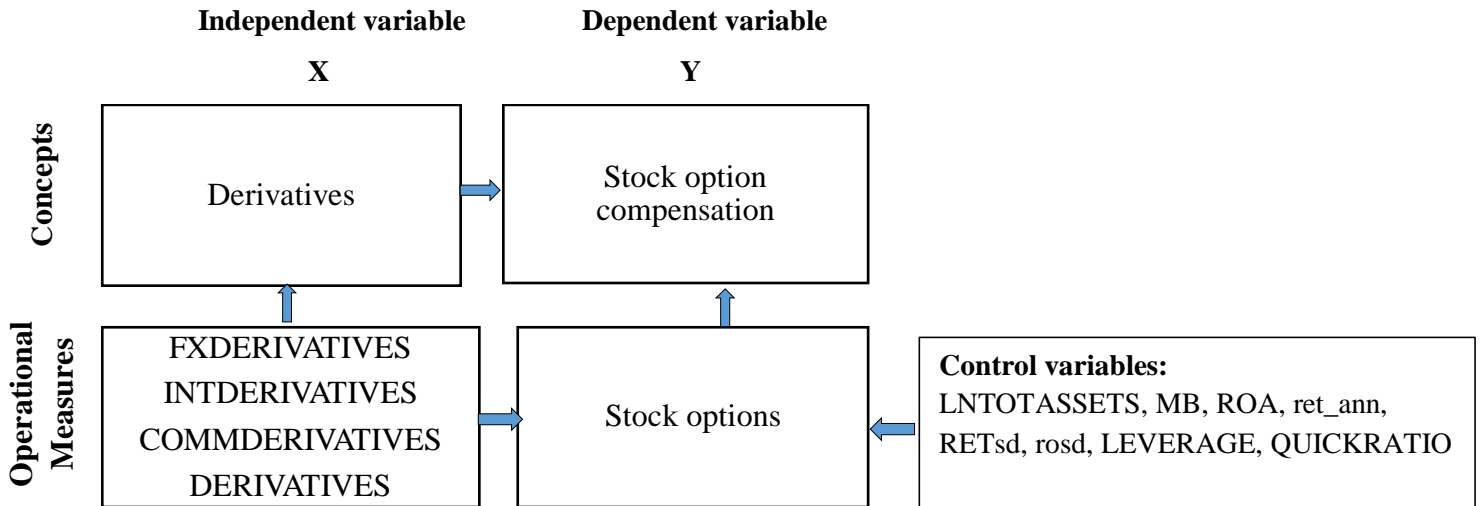 Independent variable
Dependent variable
X
Y
Concepts
Derivatives
Stock option
compensation
Operational
Measures
FXDERIVATIVES
INTDERIVATIVES
COMMDERIVATIVES
DERIVATIVES
Stock options
Control variables:
LNTOTASSETS, MB, ROA, ret_ann,
RETsd, rosd, LEVERAGE, QUICKRATIO